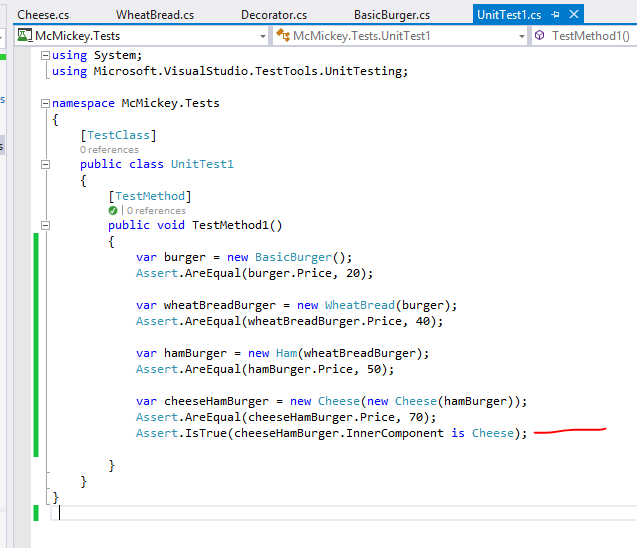 Cheese.cs WheatBread.cs Decorator.cs BasicBurger.cs UnitTest1.cs
McMickey.Tests McMickey.Tests.UnitTest1 TestMethod1()
using System;
using Microsoft.VisualStudio.TestTools.UnitTesting;
namespace McMickey.Tests
{
[TestClass]
0 references
public class UnitTest1
{
[TestMethod]
| 0 references
public void TestMethod1()
{
var burger = new BasicBurger();
Assert.AreEqual(burger.Price, 20);
var wheatBreadBurger = new WheatBread(burger);
Assert.AreEqual(wheatBreadBurger.Price, 40);
var hamBurger = new Ham(wheatBreadBurger);
Assert.AreEqual(hamBurger.Price, 50);
var cheeseHamBurger = new Cheese(new Cheese(hamBurger));
Assert.AreEqual(cheeseHamBurger.Price, 70);
Assert.IsTrue(cheeseHamBurger.InnerComponent is Cheese);
}
}
}